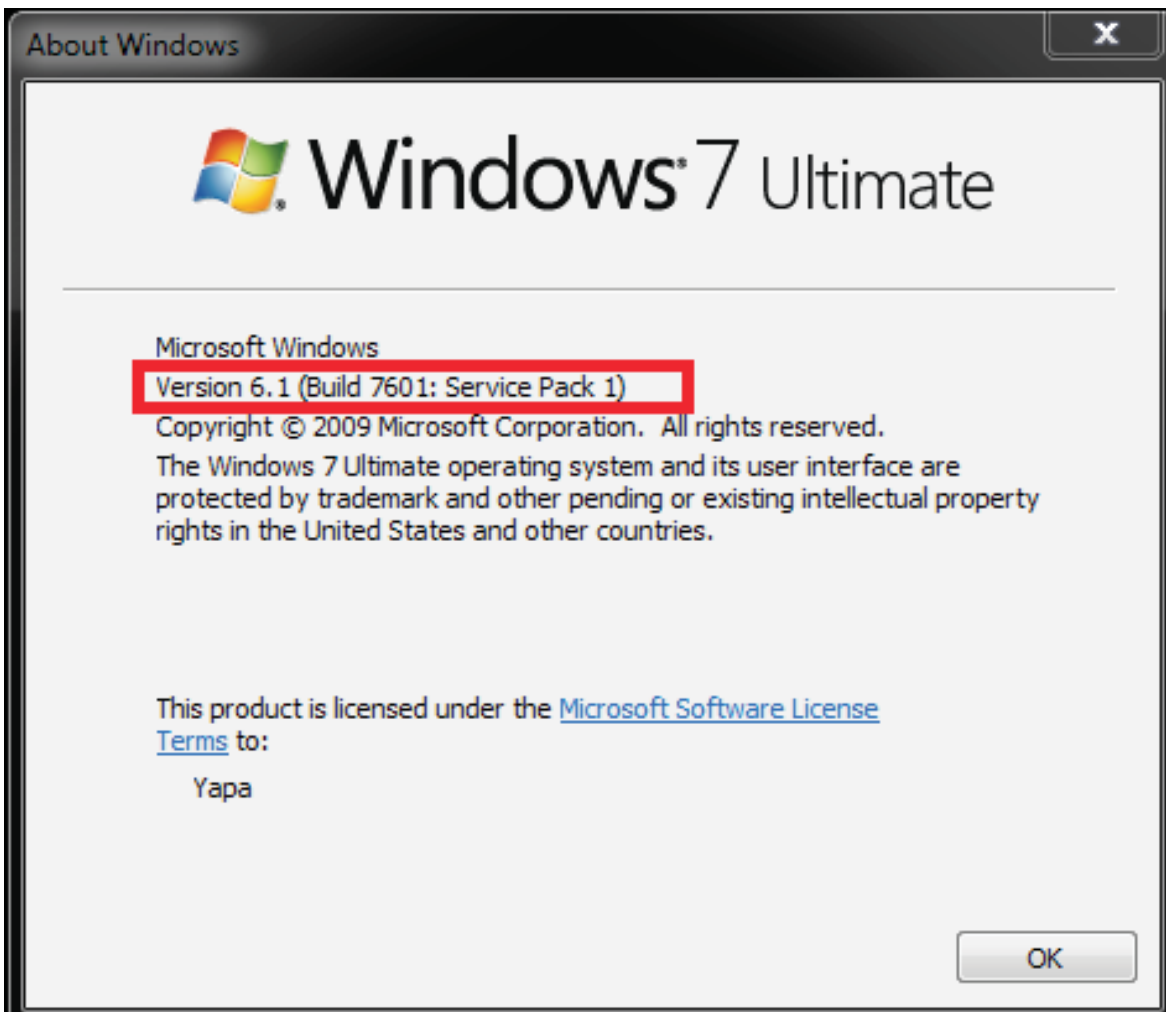 About Windows
x
Windows® 7 Ultimate
Microsoft Windows
Version 6.1 (Build 7601: Service Pack 1)
Copyright © 2009 Microsoft Corporation.  All rights reserved.
The Windows 7 Ultimate operating system and its user interface are
protected by trademark and other pending or existing intellectual property
rights in the United States and other countries.
This product is licensed under the Microsoft Software License
Terms to:
Yapa
OK